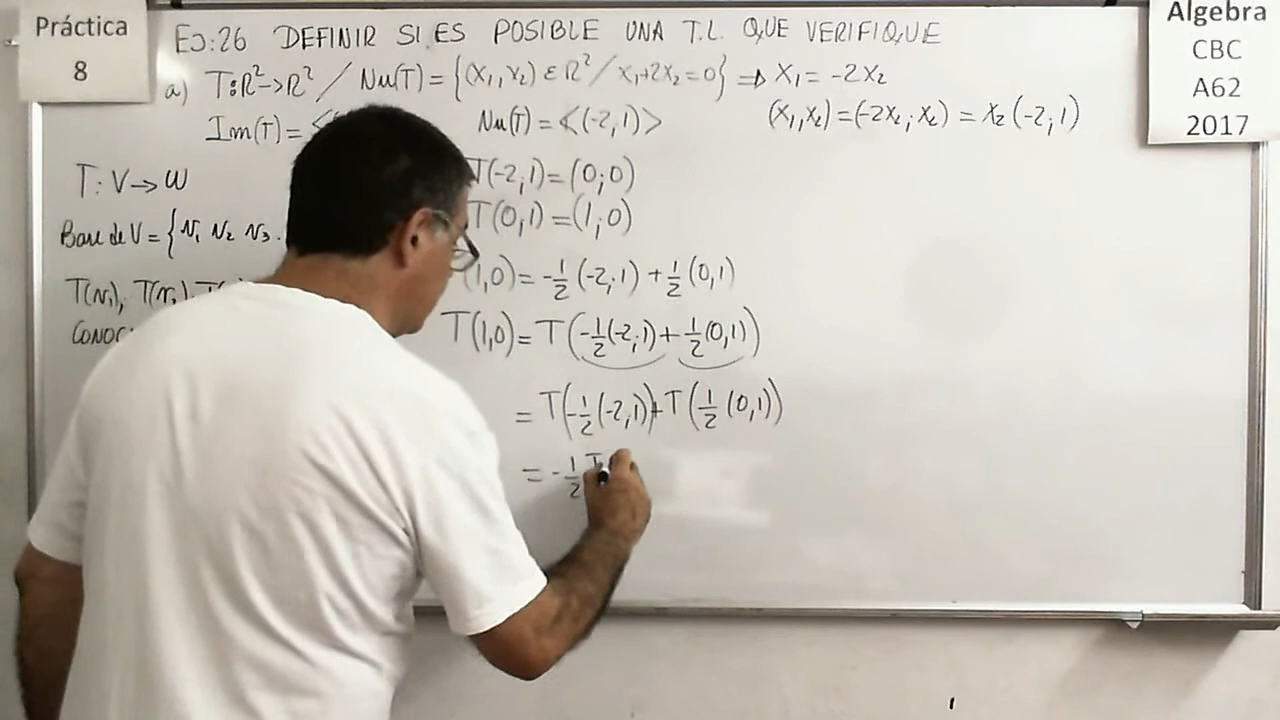 Práctica
8
Algebra
CBC
A62
2017
EJ:26 DEFINIR SI ES POSIBLE UNA T.L. QUE VERIFIQUE
a) T:R²→R² / Nu(T) = {(X₁,X₂) ∈ R² / X₁+2X₂=0} ⇒ X₁ = -2X₂
Im(T) = <(
Nu(T) = <(-2,1)>
(X₁,X₂)=(-2X₂;X₂) = X₂(-2;1)
T: V→W
Base de V = {V₁ V₂ V₃
T(V₁), T(V₂),
T(-2,1)=(0;0)
T(0,1)=(1;0)
(1,0)= -1/2 (-2;1) + 1/2 (0,1)
T(1,0)= T(-1/2(-2;1) + 1/2(0,1))
= T(-1/2(-2,1))+T(1/2 (0,1))
= -1/2 T